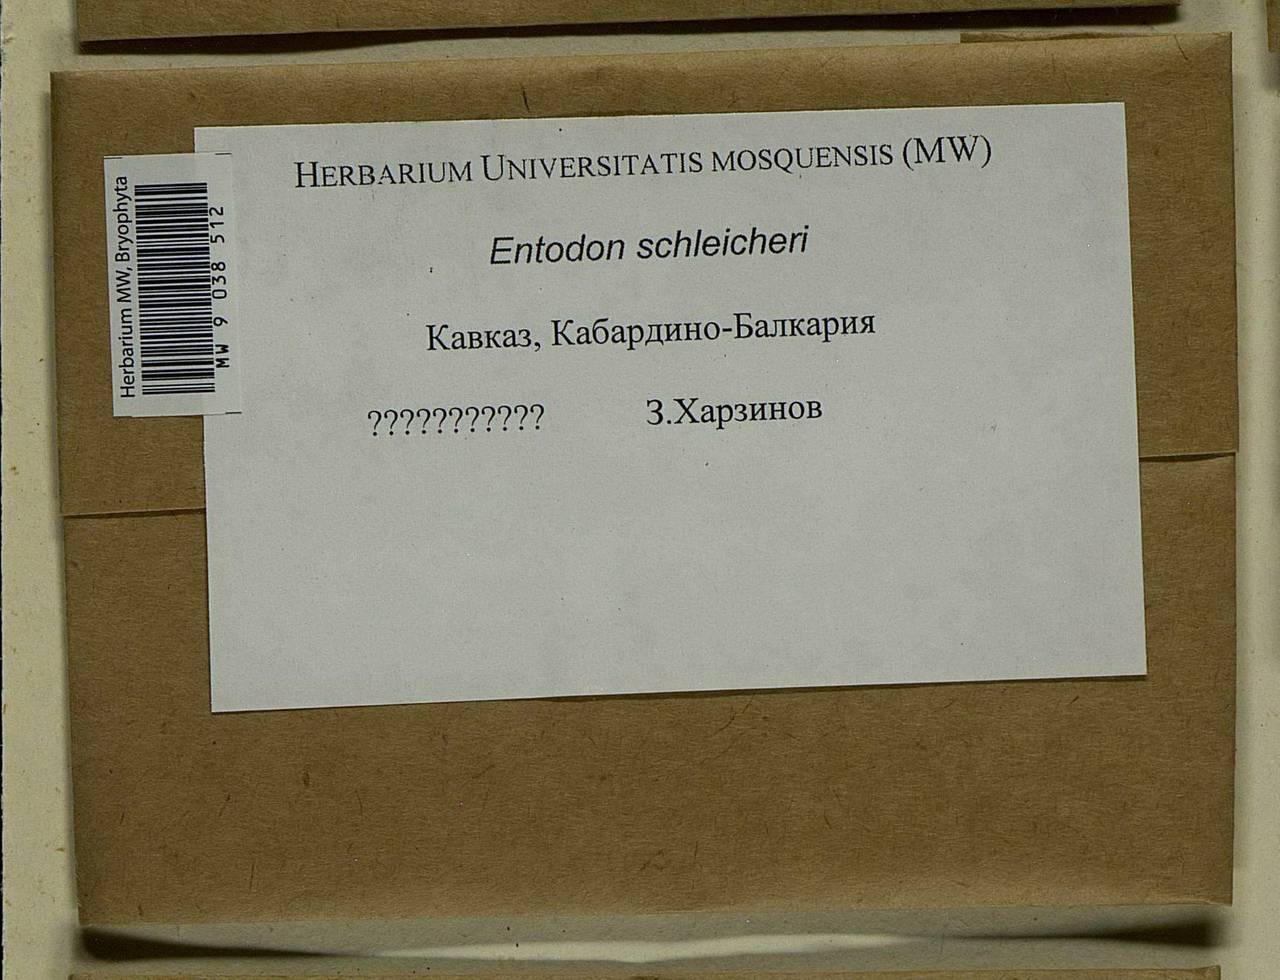 HERBARIUM UNIVERSITATIS MOSQUENSIS (MW)
Entodon schleicheri
Кавказ, Кабардино-Балкария
??????????? З.Харзинов
Herbarium MW, Bryophyta
MW 9 038 512